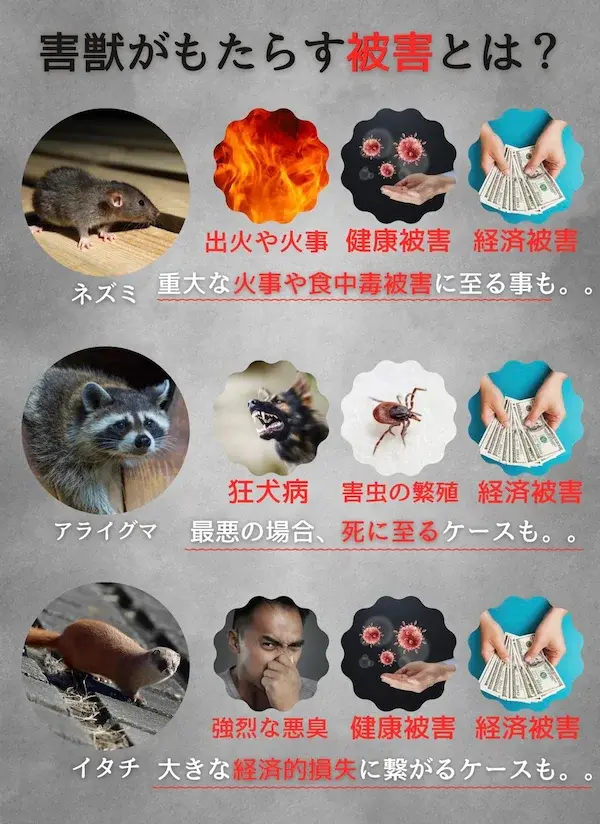 害獣がもたらす被害とは？
出火や火事 健康被害 経済被害
ネズミ 重大な火事や食中毒被害に至る事も。。
狂犬病 害虫の繁殖 経済被害
アライグマ 最悪の場合、死に至るケースも。。
強烈な悪臭 健康被害 経済被害
イタチ 大きな経済的損失に繋がるケースも。。